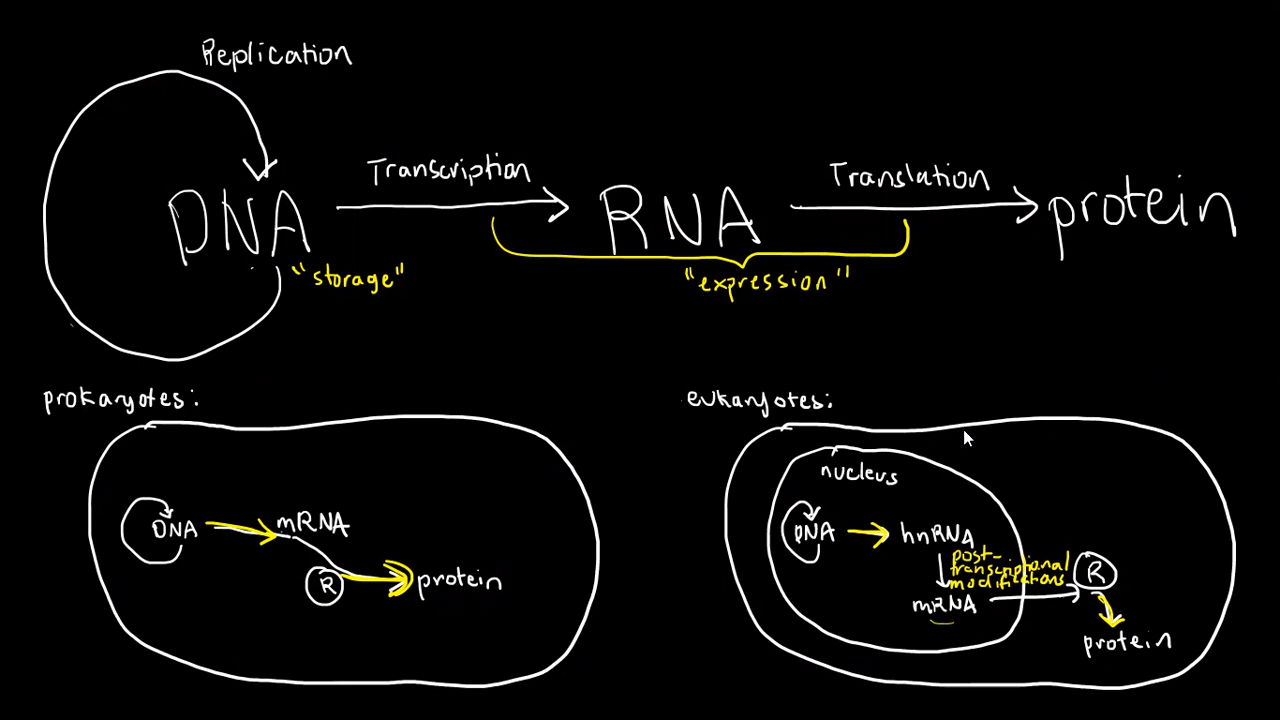 Replication
Transcription
Translation
DNA
RNA
protein
"storage"
"expression"
prokaryotes:
eukaryotes:
nucleus
DNA
mRNA
R
protein
DNA
hnRNA
post-
transcriptional
modifications
R
mRNA
protein